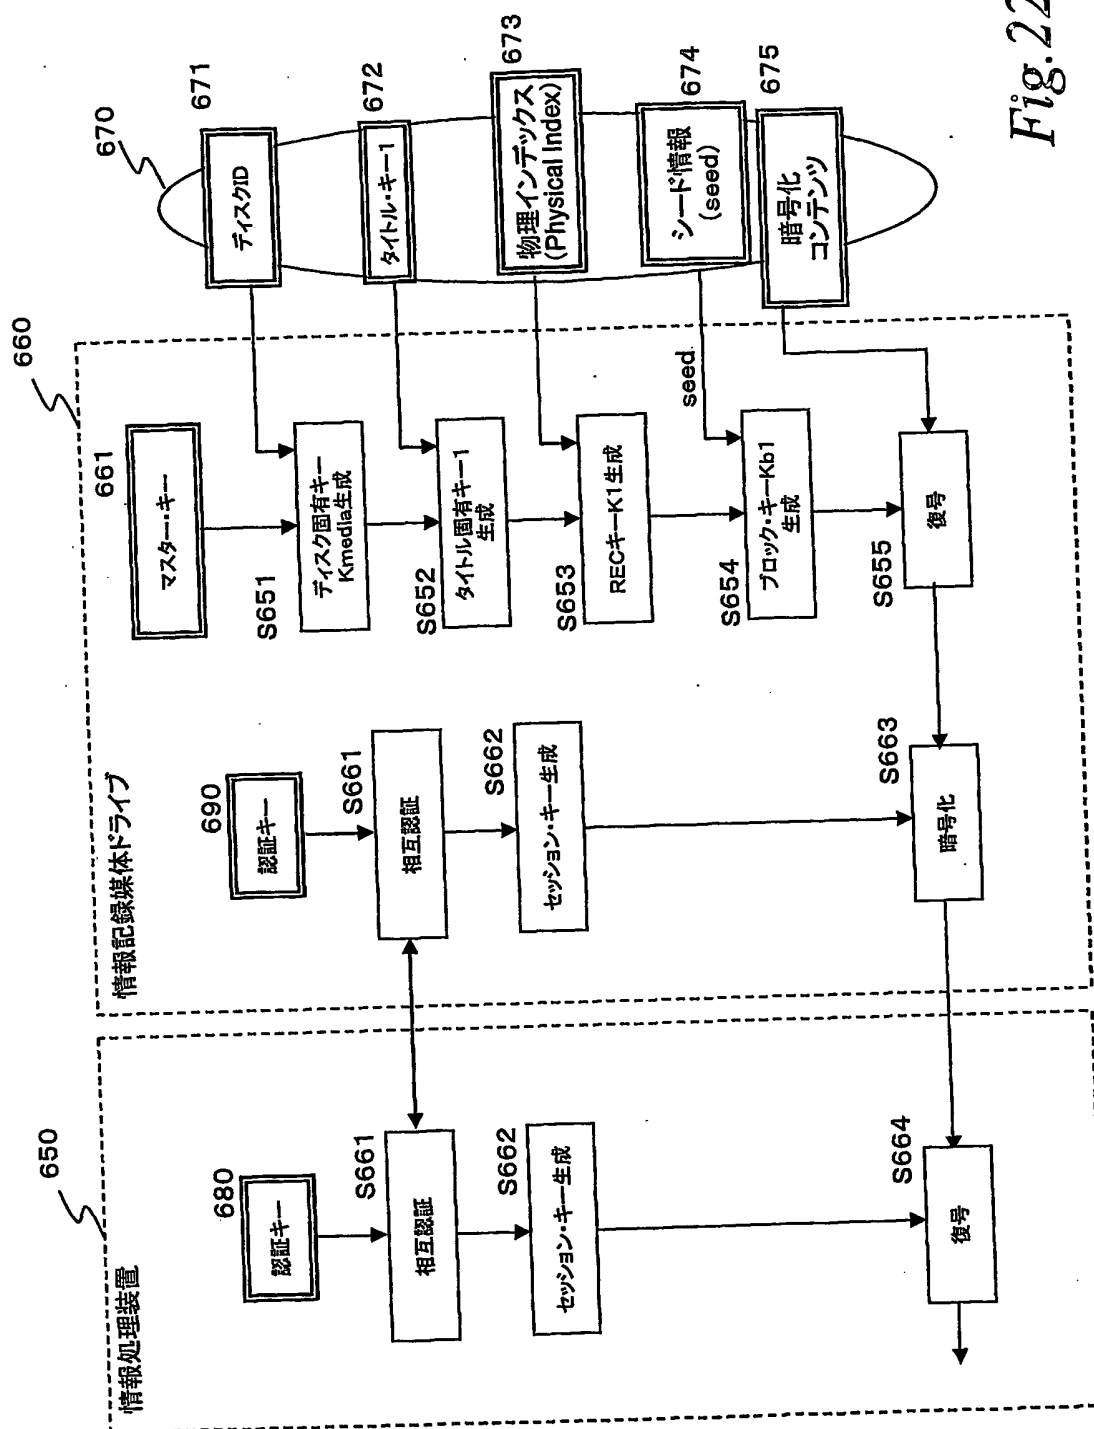 情報処理装置
650
680
認証キー
S661
相互認証
S662
セッション・キー生成
S664
復号
情報記録媒体ドライブ
660
690
認証キー
S661
相互認証
S662
セッション・キー生成
S663
暗号化
661
マスター・キー
S651
ディスク固有キー
Kmedia生成
S652
タイトル固有キー1
生成
S653
RECキーK1生成
S654
ブロック・キーKb1
生成
seed
S655
復号
670
671
ディスクID
672
タイトル・キー1
673
物理インデックス
(Physical Index)
674
シード情報
(seed)
675
暗号化
コンテンツ
Fig.22